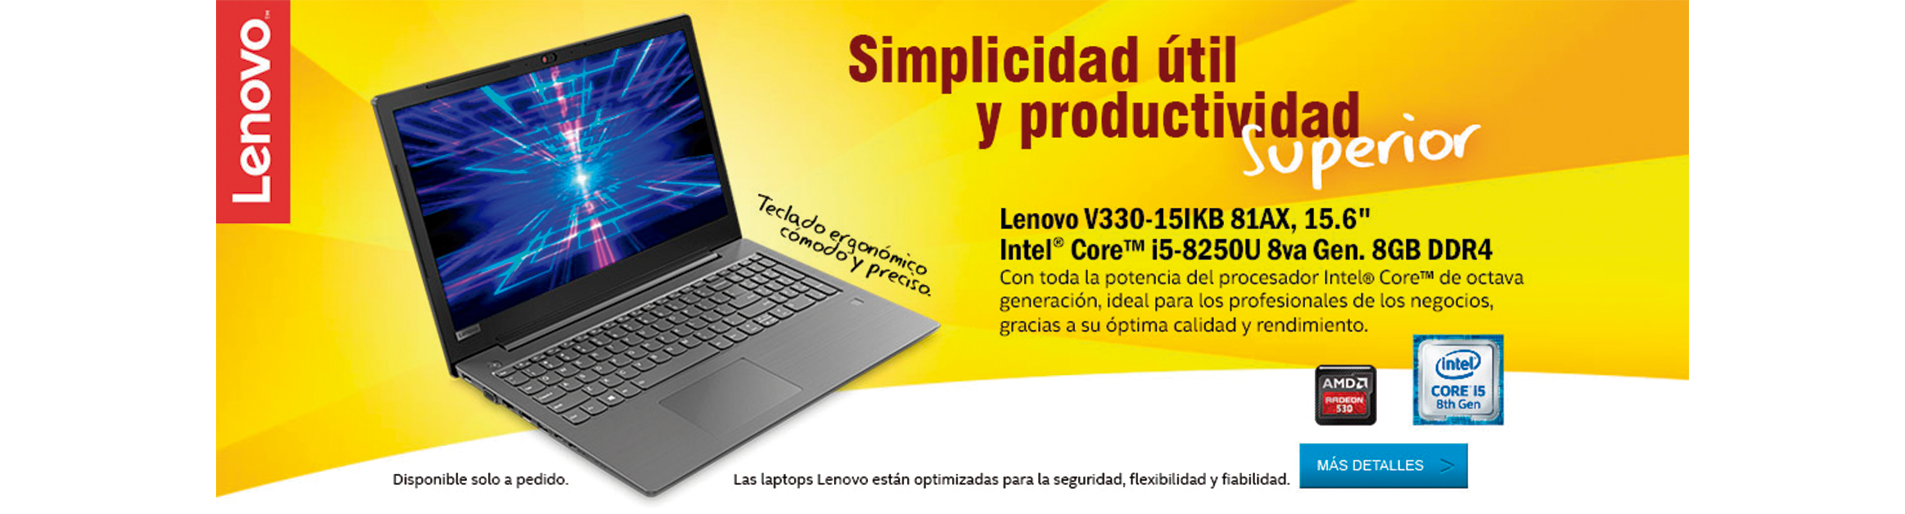 Lenovo™
Simplicidad útil
y productividad
Superior
Teclado ergonómico
cómodo y preciso.
Lenovo V330-15IKB 81AX, 15.6"
Intel® Core™ i5-8250U 8va Gen. 8GB DDR4
Con toda la potencia del procesador Intel® Core™ de octava
generación, ideal para los profesionales de los negocios,
gracias a su óptima calidad y rendimiento.
AMD
RADEON
530
intel
CORE i5
8th Gen
Disponible solo a pedido.
Las laptops Lenovo están optimizadas para la seguridad, flexibilidad y fiabilidad.
MÁS DETALLES >